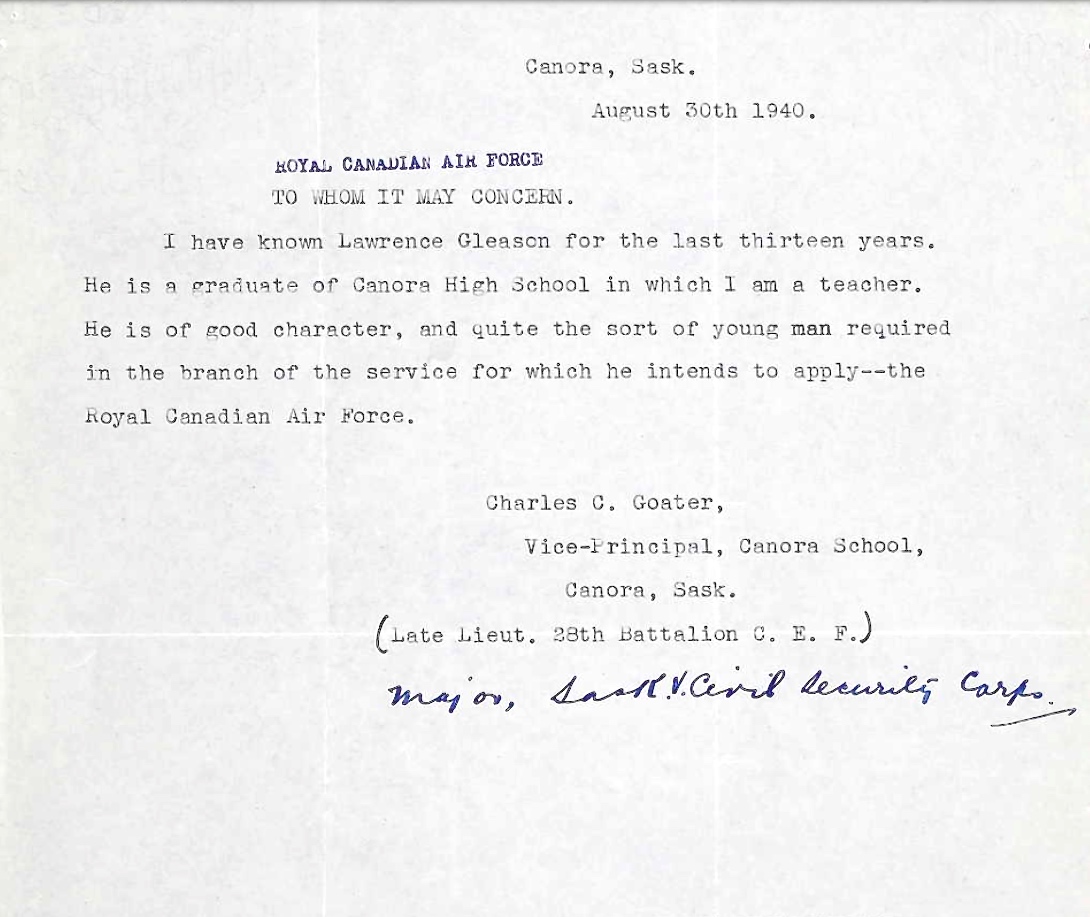 Canora, Sask.
August 30th 1940.
ROYAL CANADIAN AIR FORCE
TO WHOM IT MAY CONCERN.
I have known Lawrence Gleason for the last thirteen years.
He is a graduate of Canora High School in which I am a teacher.
He is of good character, and quite the sort of young man required
in the branch of the service for which he intends to apply--the
Royal Canadian Air Force.
Charles C. Goater,
Vice-Principal, Canora School,
Canora, Sask.
(Late Lieut. 28th Battalion C. E. F.)
Major, Sask. V. Civil Security Corps.